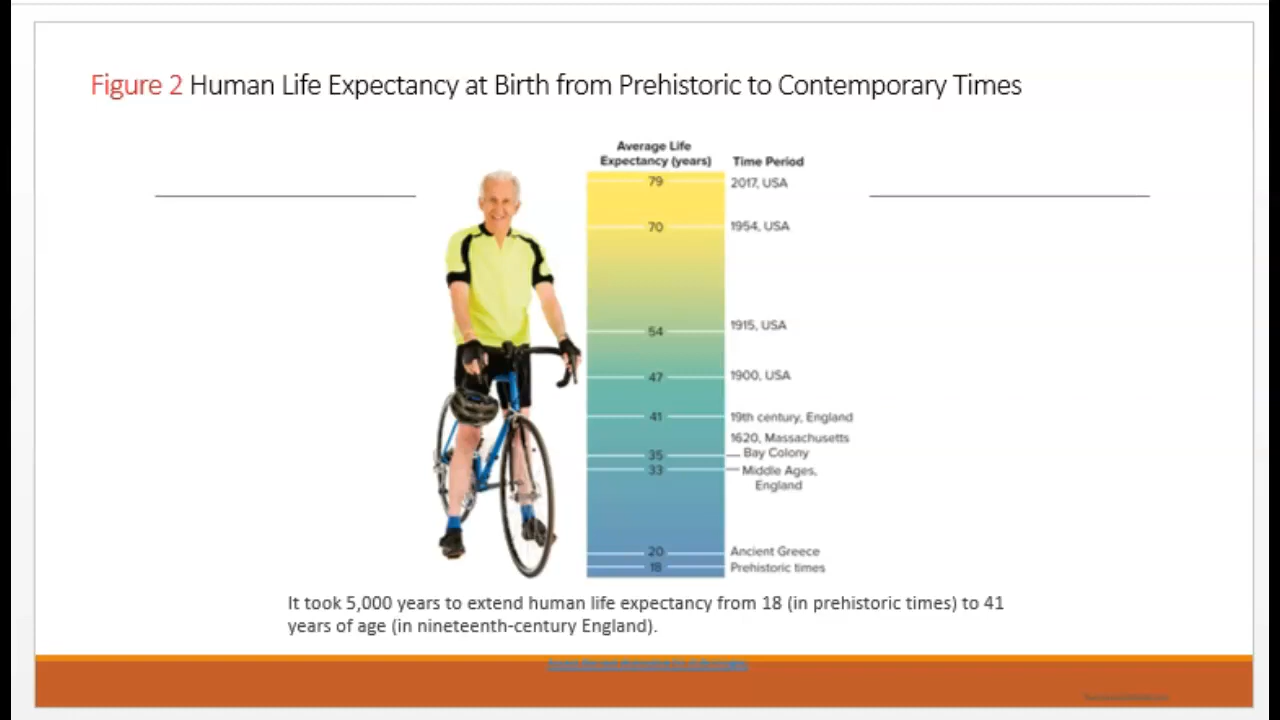 Figure 2 Human Life Expectancy at Birth from Prehistoric to Contemporary Times
Average Life
Expectancy (years) Time Period
79 2017, USA
70 1954, USA
54 1915, USA
47 1900, USA
41 19th century, England
1620, Massachusetts
35 Bay Colony
33 Middle Ages,
England
20 Ancient Greece
18 Prehistoric times
It took 5,000 years to extend human life expectancy from 18 (in prehistoric times) to 41
years of age (in nineteenth-century England).